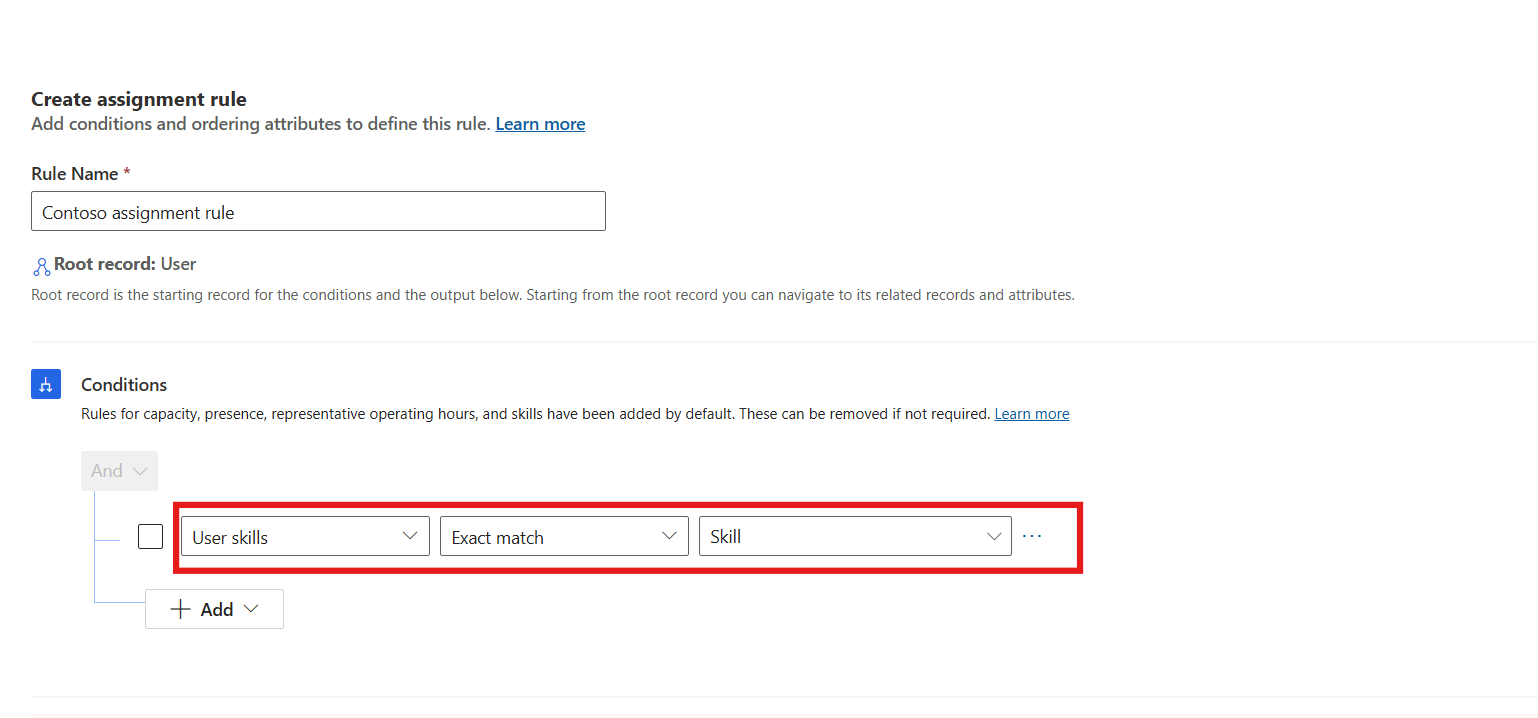 Create assignment rule
Add conditions and ordering attributes to define this rule. Learn more
Rule Name *
Contoso assignment rule
Root record: User
Root record is the starting record for the conditions and the output below. Starting from the root record you can navigate to its related records and attributes.
Conditions
Rules for capacity, presence, representative operating hours, and skills have been added by default. These can be removed if not required. Learn more
And
User skills Exact match Skill ...
+ Add